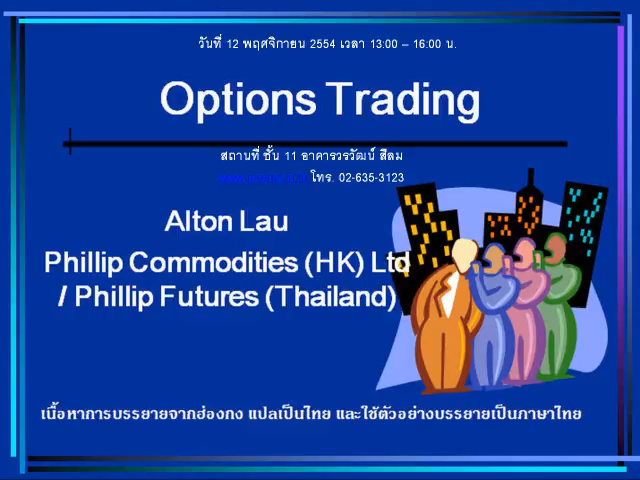 วันที่ 12 พฤศจิกายน 2554 เวลา 13:00 – 16:00 น.
Options Trading
สถานที่ ชั้น 11 อาคารวรวัฒน์ สีลม
โทร. 02-635-3123
Alton Lau
Phillip Commodities (HK) Ltd
/ Phillip Futures (Thailand)
เนื้อหาการบรรยายจากฮ่องกง แปลเป็นไทย และใช้ตัวอย่างบรรยายเป็นภาษาไทย